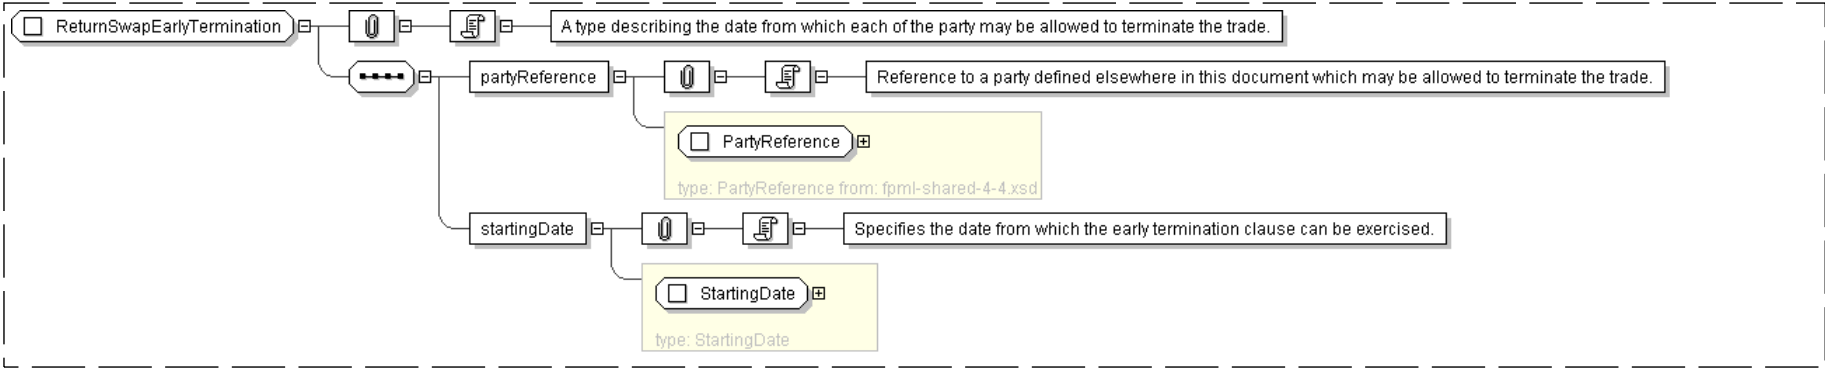 ReturnSwapEarlyTermination
A type describing the date from which each of the party may be allowed to terminate the trade.
partyReference
Reference to a party defined elsewhere in this document which may be allowed to terminate the trade.
PartyReference
type: PartyReference from: fpml-shared-4-4.xsd
startingDate
Specifies the date from which the early termination clause can be exercised.
StartingDate
type: StartingDate